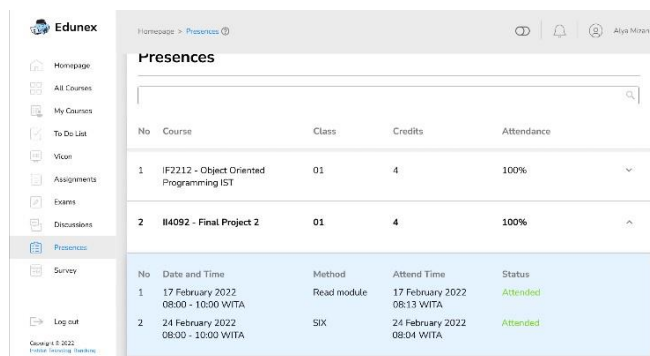 Edunex
Homepage > Presences
Alya Mizan
Homepage
All Courses
My Courses
To Do List
Vicon
Assignments
Exams
Discussions
Presences
Survey
Log out
Copyright © 2022
Institut Teknologi Bandung
Presences
No Course Class Credits Attendance
1 IF2212 - Object Oriented 01 4 100%
Programming IST
2 II4092 - Final Project 2 01 4 100%
No Date and Time Method Attend Time Status
1 17 February 2022 Read module 17 February 2022 Attended
08:00 - 10:00 WITA 08:13 WITA
2 24 February 2022 SIX 24 February 2022 Attended
08:00 - 10:00 WITA 08:04 WITA